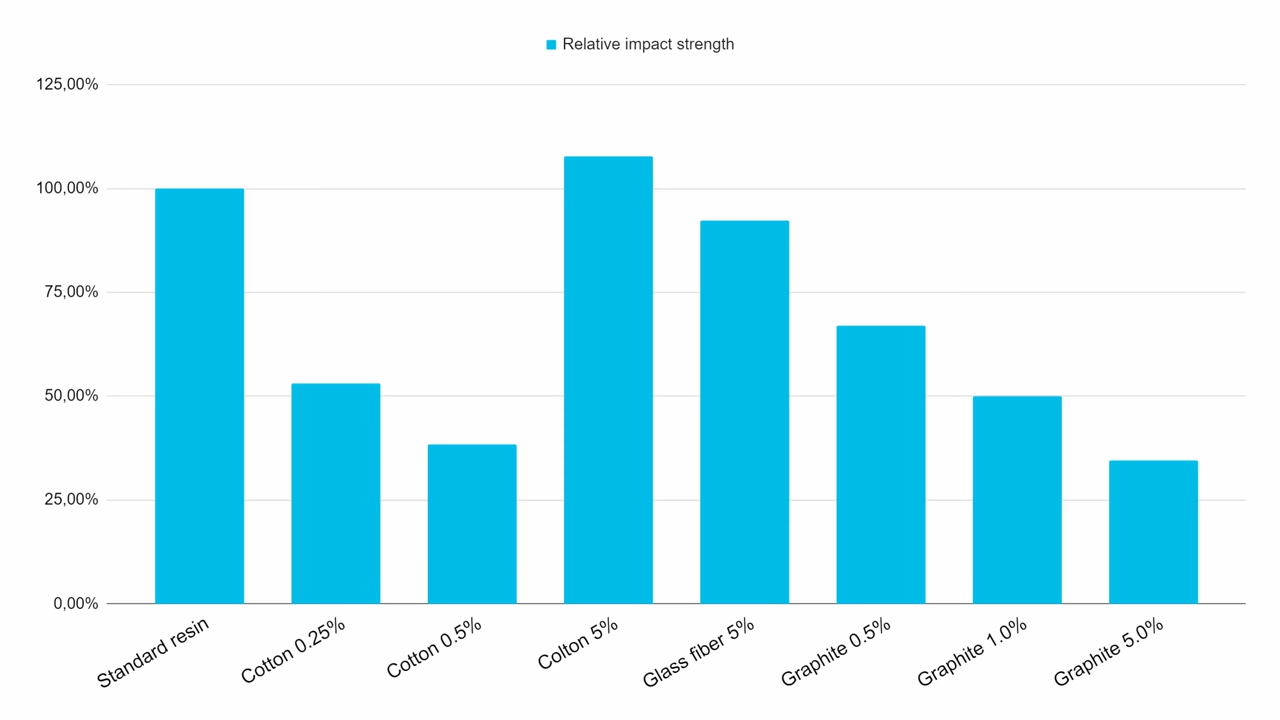 Relative impact strength
125,00%
100,00%
75,00%
50,00%
25,00%
0,00%
Standard resin
Cotton 0.25%
Cotton 0.5%
Colton 5%
Glass fiber 5%
Graphite 0.5%
Graphite 1.0%
Graphite 5.0%